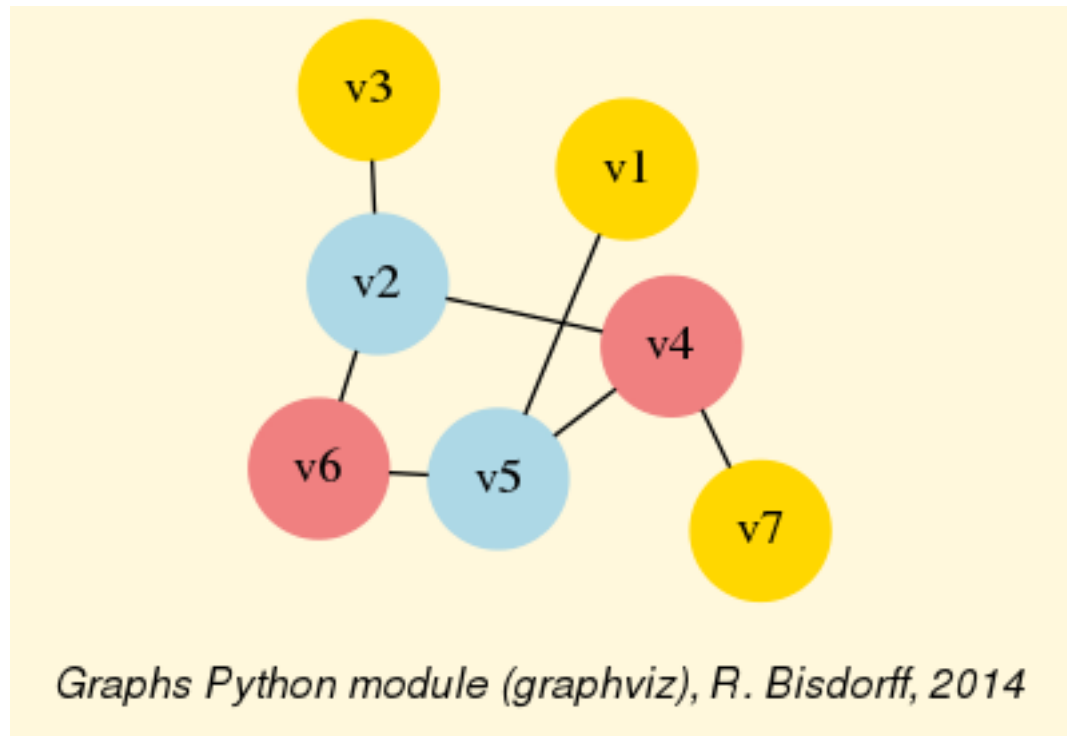 v3
v1
v2
v4
v6
v5
v7
Graphs Python module (graphviz), R. Bisdorff, 2014